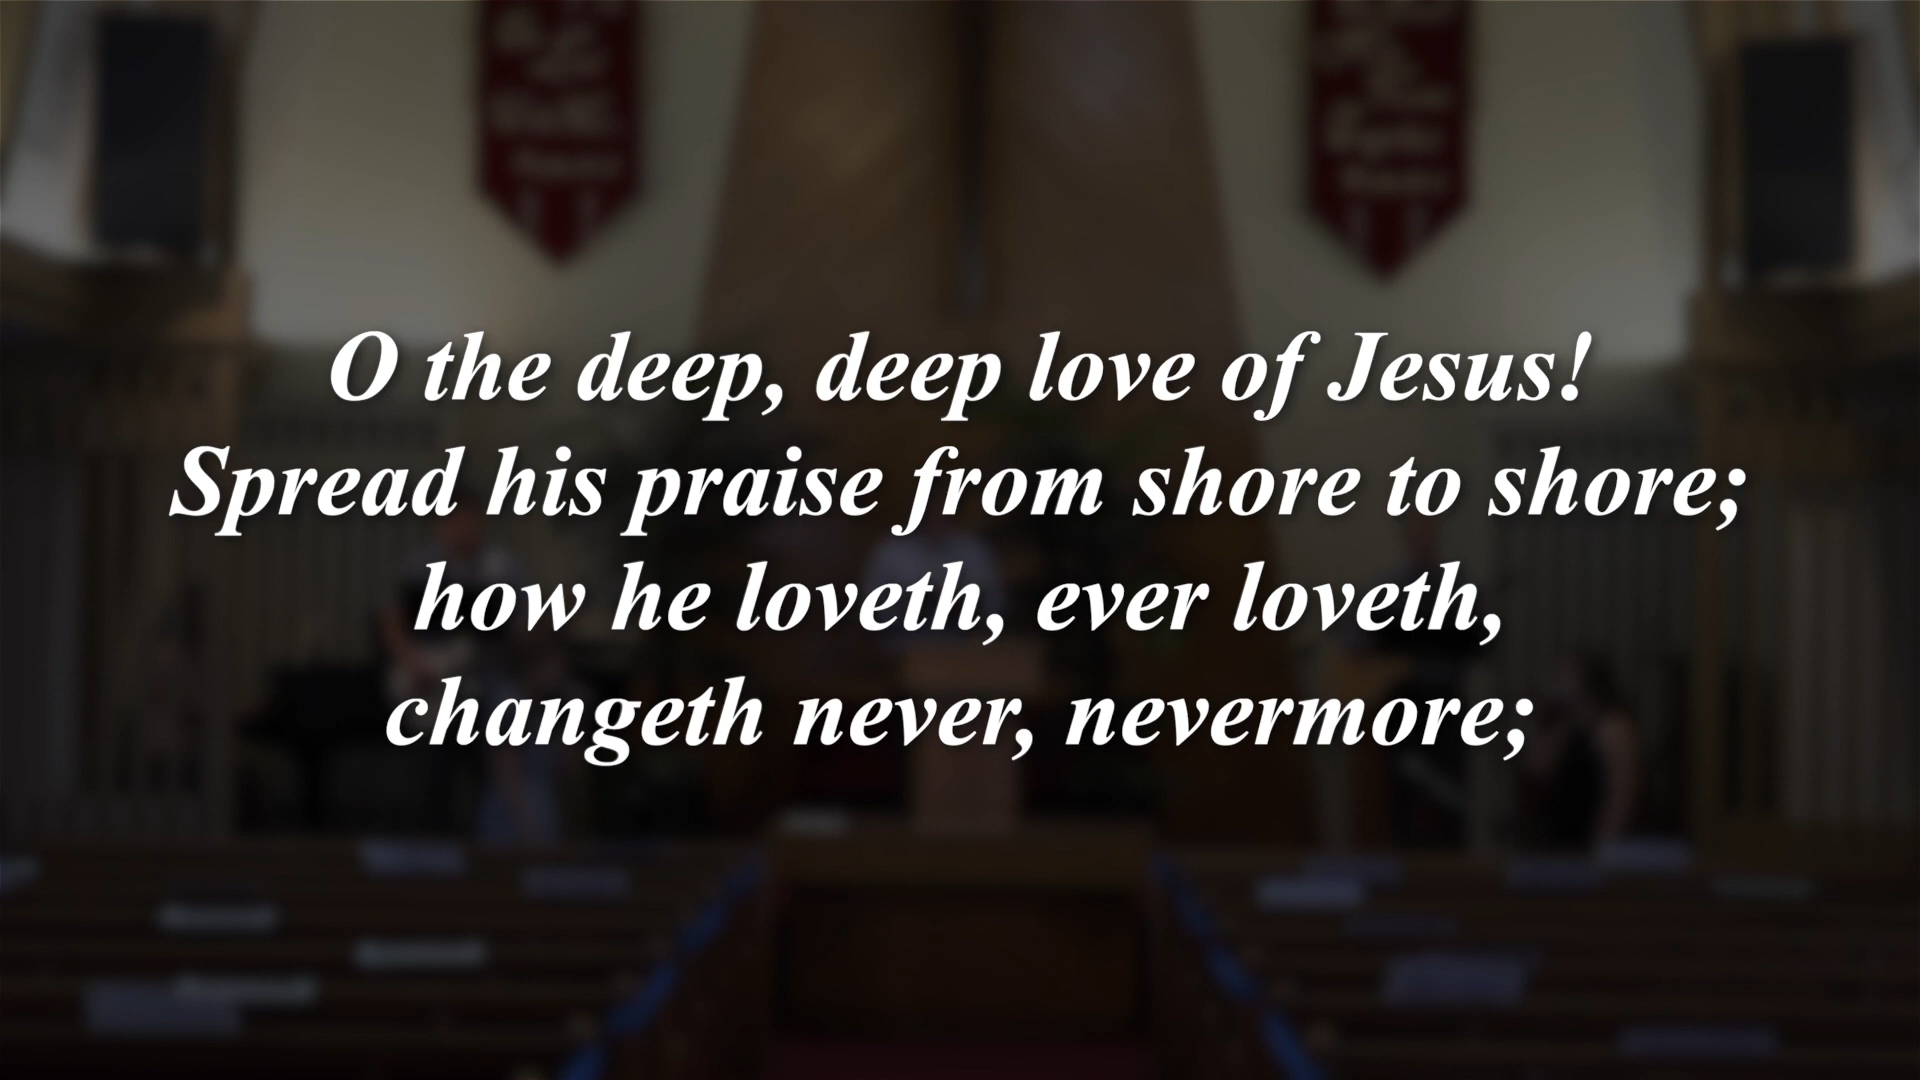 O the deep, deep love of Jesus!
Spread his praise from shore to shore;
how he loveth, ever loveth,
changeth never, nevermore;